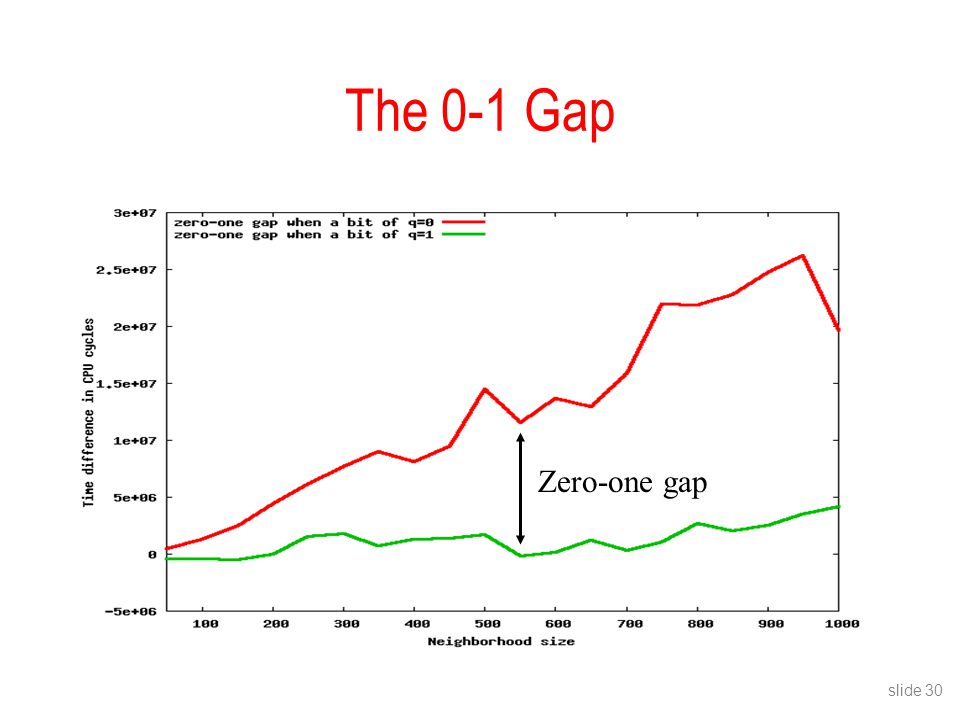 The 0-1 Gap
3e+07
zero-one gap when a bit of q=0
zero-one gap when a bit of q=1
2.5e+07
2e+07
1.5e+07
1e+07
5e+06
0
-5e+06
Time difference in CPU cycles
Zero-one gap
100 200 300 400 500 600 700 800 900 1000
Neighborhood size
slide 30